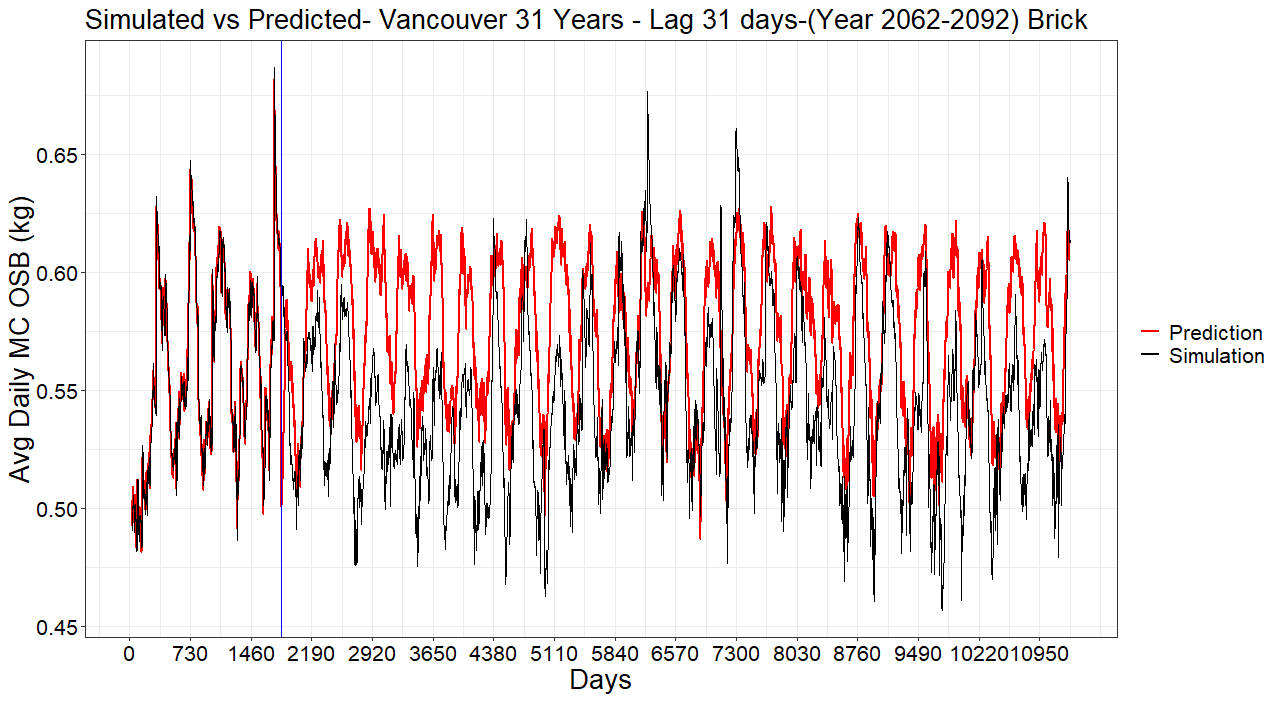 Simulated vs Predicted- Vancouver 31 Years - Lag 31 days-(Year 2062-2092) Brick
Avg Daily MC OSB (kg)
0.65
0.60
0.55
0.50
0.45
0 730 1460 2190 2920 3650 4380 5110 5840 6570 7300 8030 8760 9490 10220 10950
Days
Prediction
Simulation